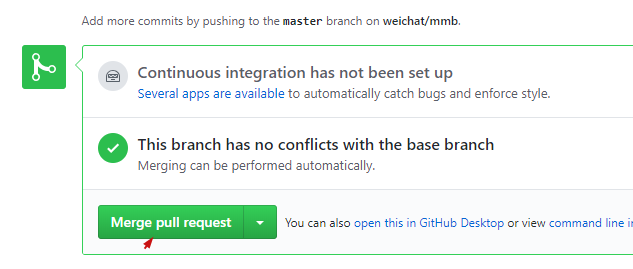 Add more commits by pushing to the master branch on weichat/mmb.
Continuous integration has not been set up
Several apps are available to automatically catch bugs and enforce style.
This branch has no conflicts with the base branch
Merging can be performed automatically.
Merge pull request You can also open this in GitHub Desktop or view command line in